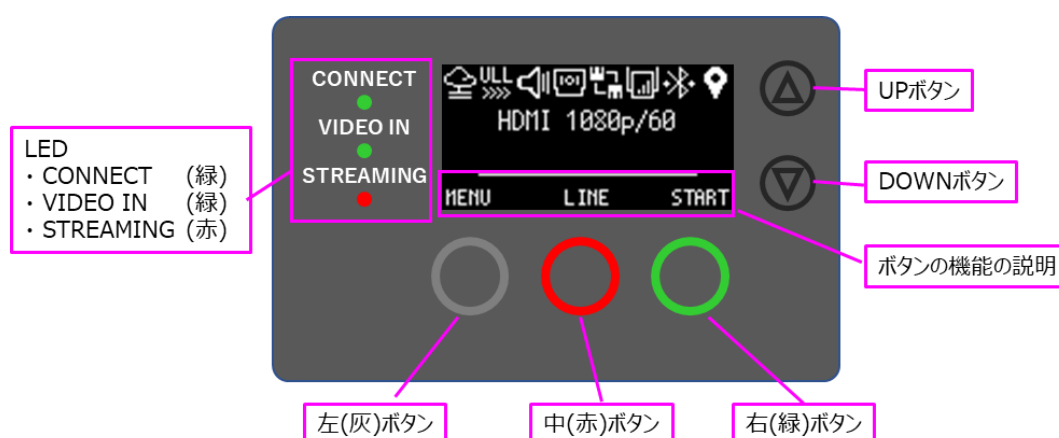 CONNECT
VIDEO IN
STREAMING
VLL
HDMI 1080p/60
MENU LINE START
UPボタン
DOWNボタン
LED
・CONNECT (緑)
・VIDEO IN (緑)
・STREAMING (赤)
ボタンの機能の説明
左(灰)ボタン
中(赤)ボタン
右(緑)ボタン